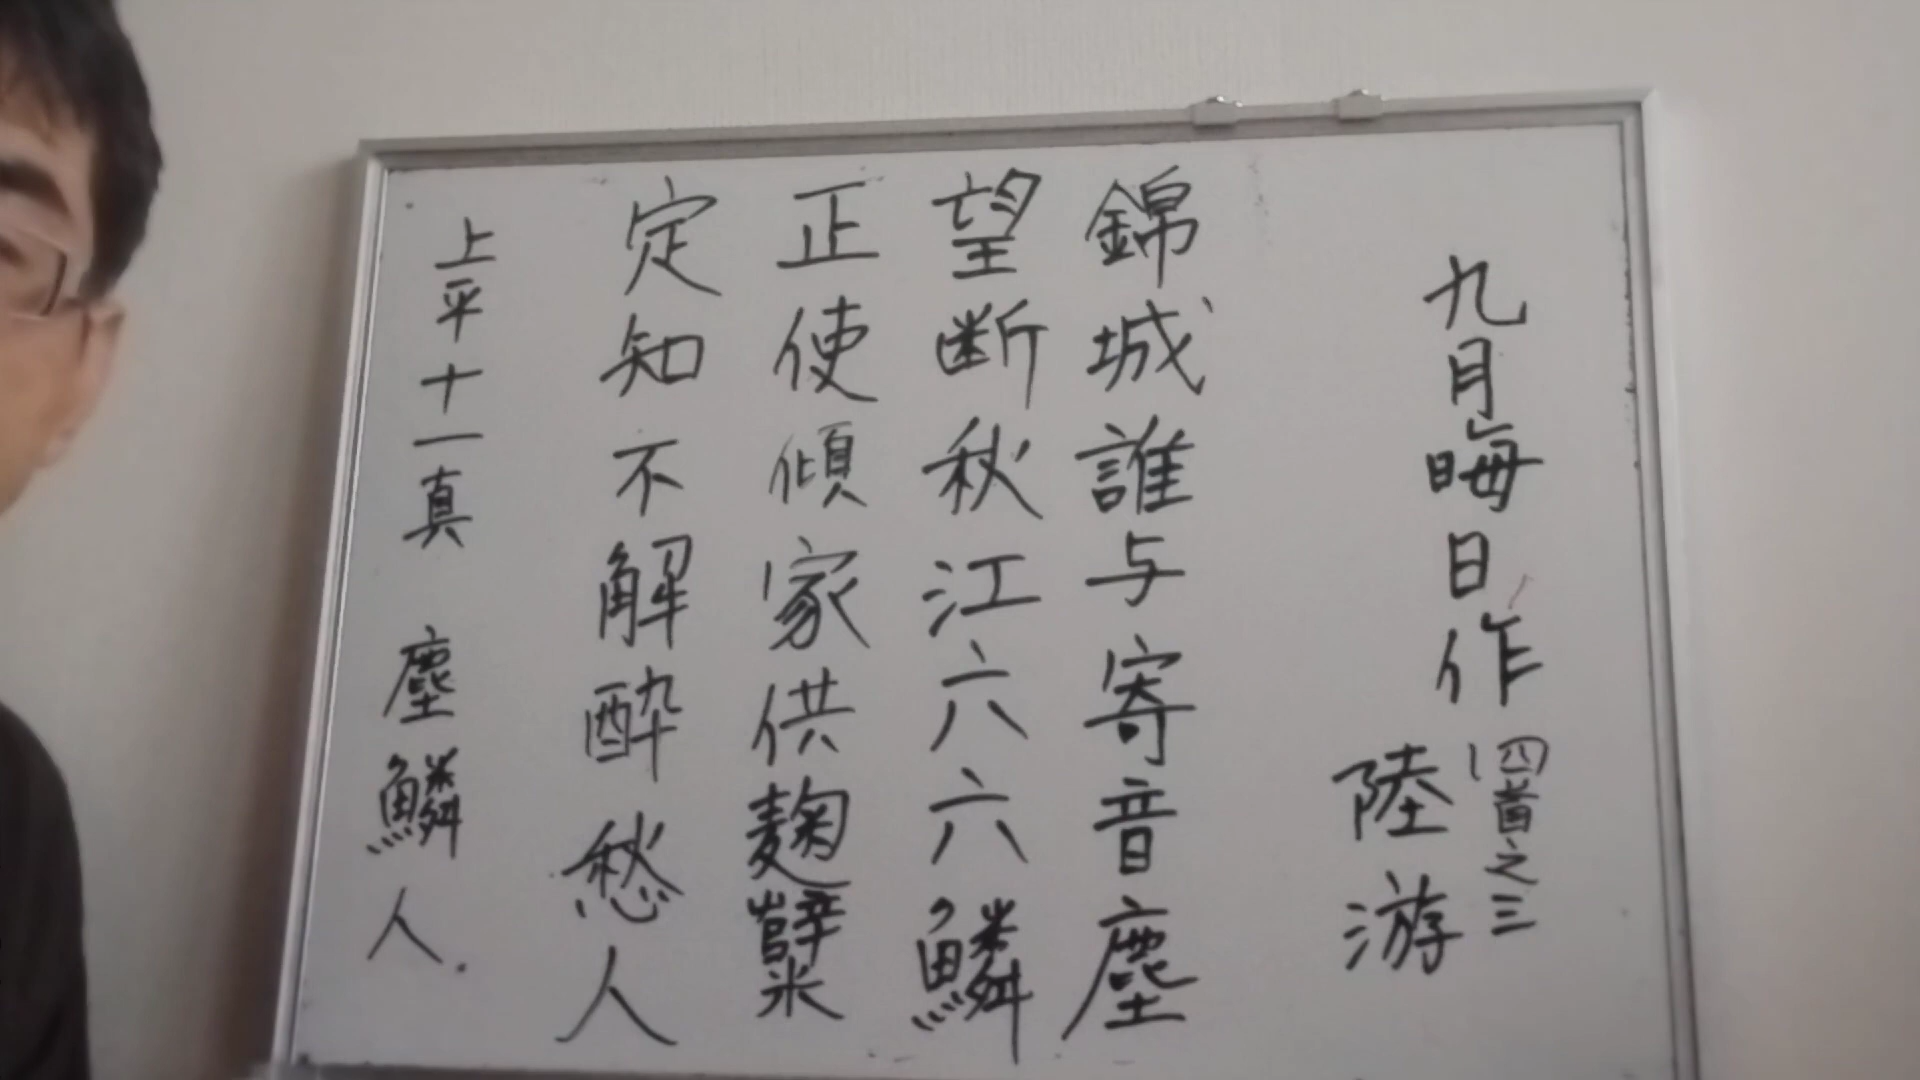 九月晦日作(四首之三
陸游
錦城誰与寄音塵
望断秋江六六鱗
正使傾家供麹糵
定知不解酔愁人
上平十一真 塵鱗人.